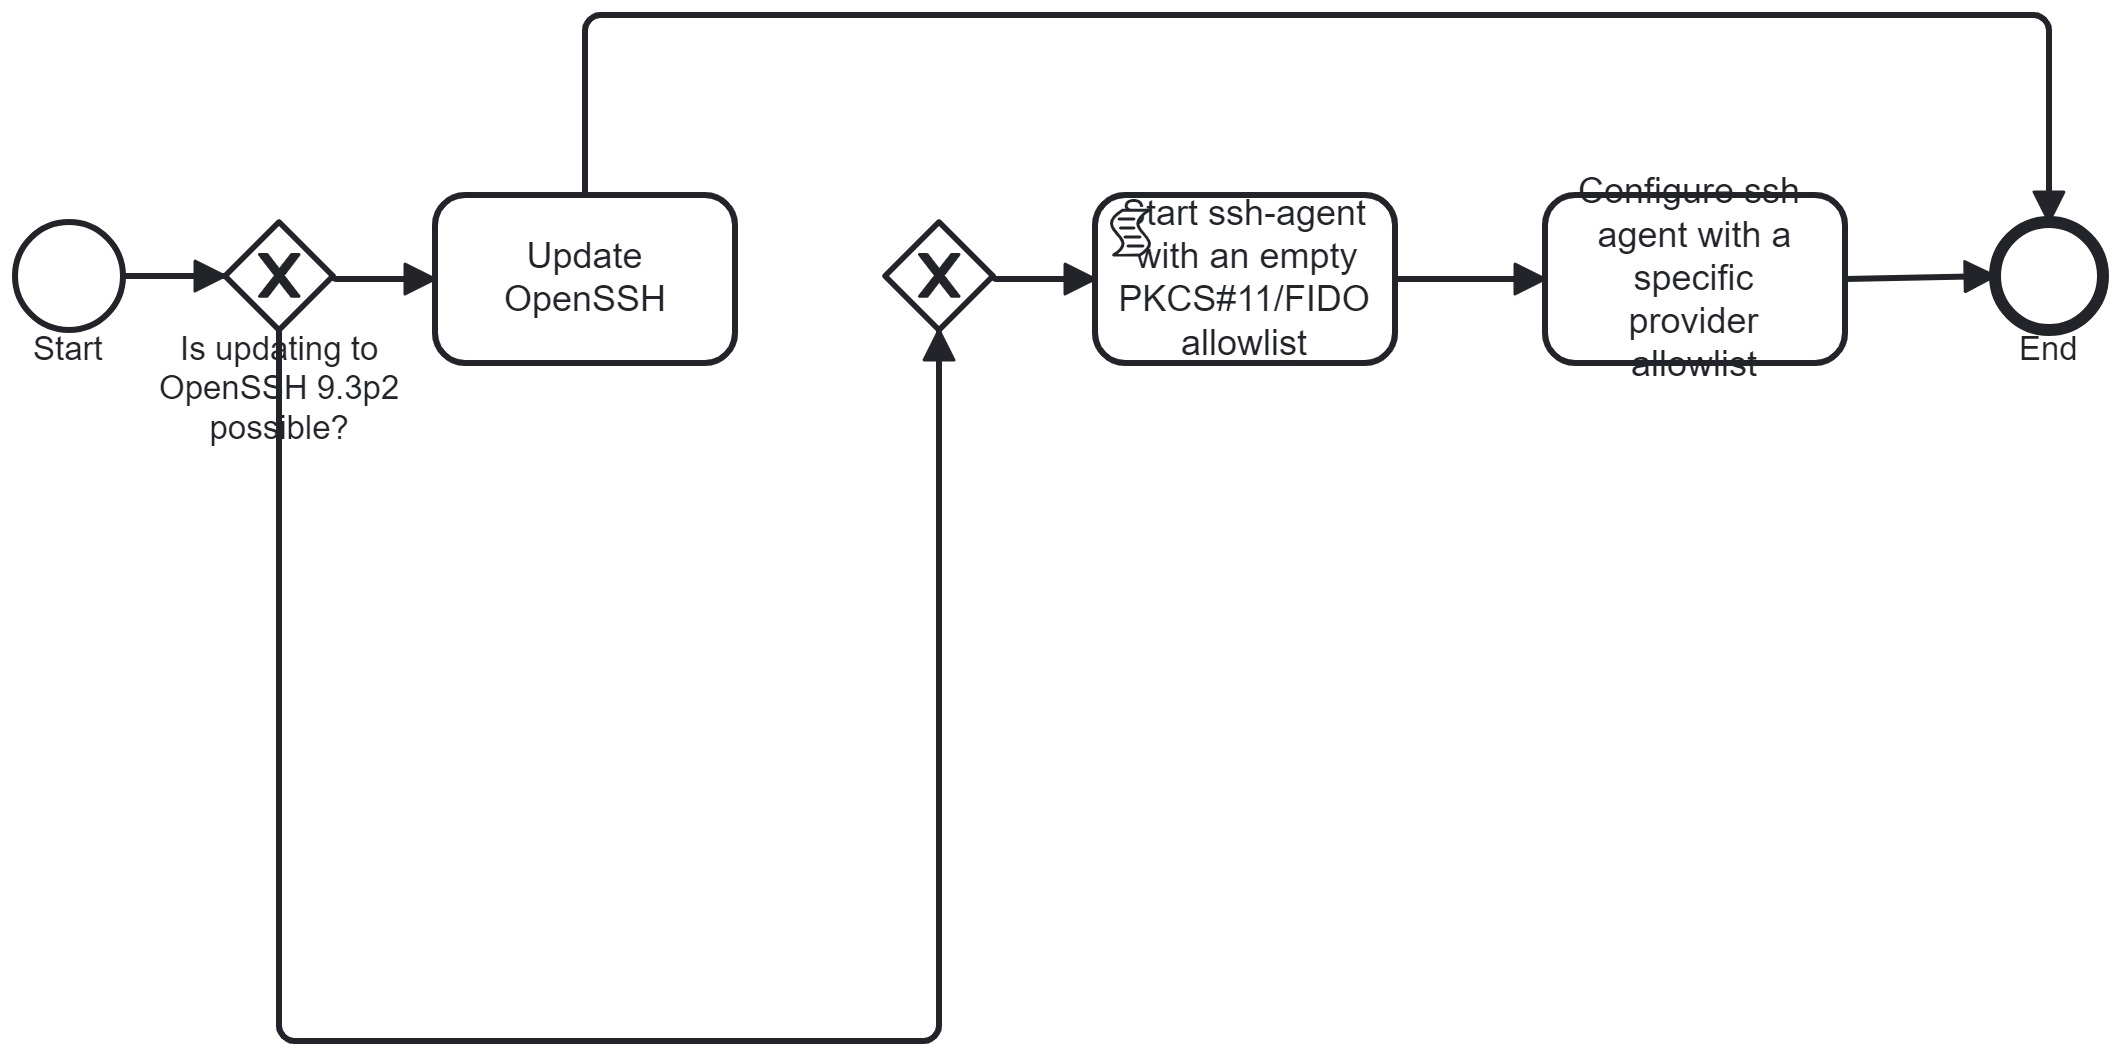 Start
X
Is updating to
OpenSSH 9.3p2
possible?
Update
OpenSSH
X
Start ssh-agent
with an empty
PKCS#11/FIDO
allowlist
Configure ssh-
agent with a
specific
provider
allowlist
End